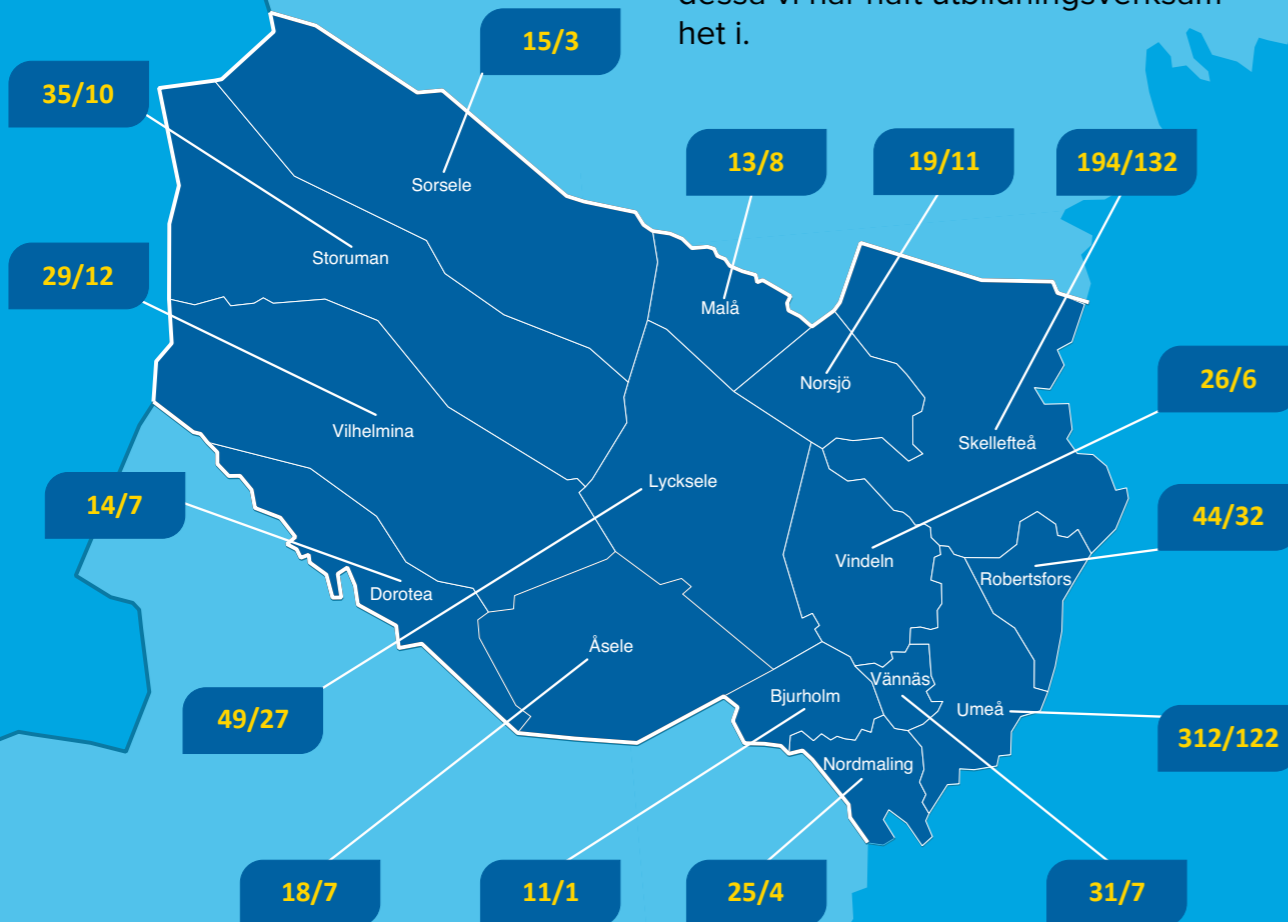 het i.
15/3
35/10
13/8
19/11
194/132
Sorsele
Storuman
29/12
Malå
Norsjö
26/6
Vilhelmina
Skellefteå
Lycksele
14/7
44/32
Vindeln
Robertsfors
Dorotea
Åsele
Vännäs
Bjurholm
Umeå
49/27
312/122
Nordmaling
18/7
11/1
25/4
31/7